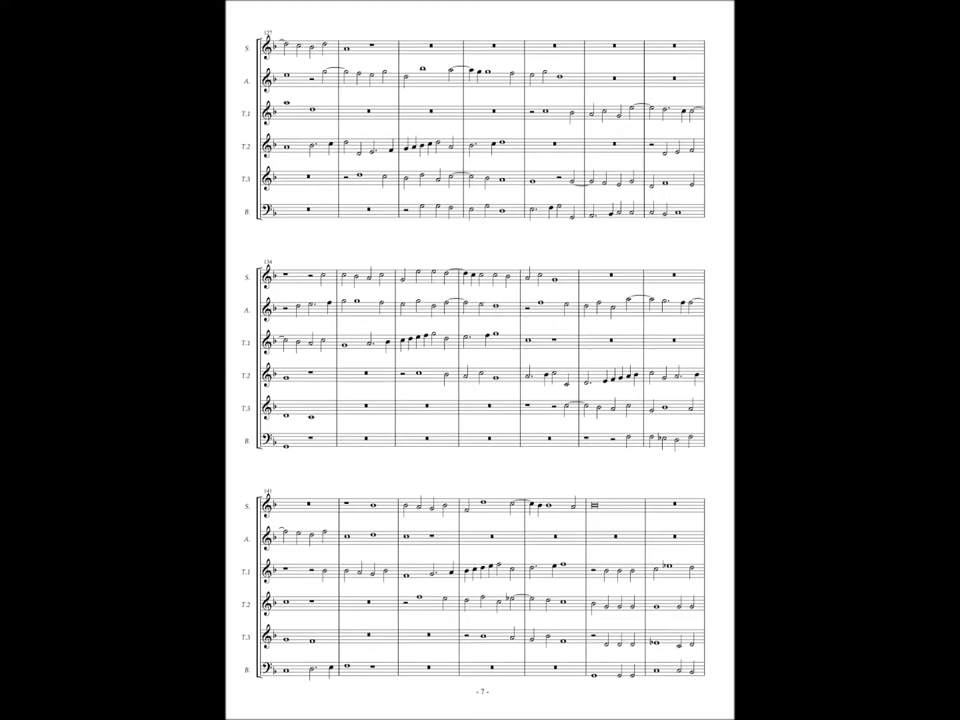 127
S.
A.
T.1
T.2
T.3
B.
134
S.
A.
T.1
T.2
T.3
B.
141
S.
A.
T.1
T.2
T.3
B.
- 7 -